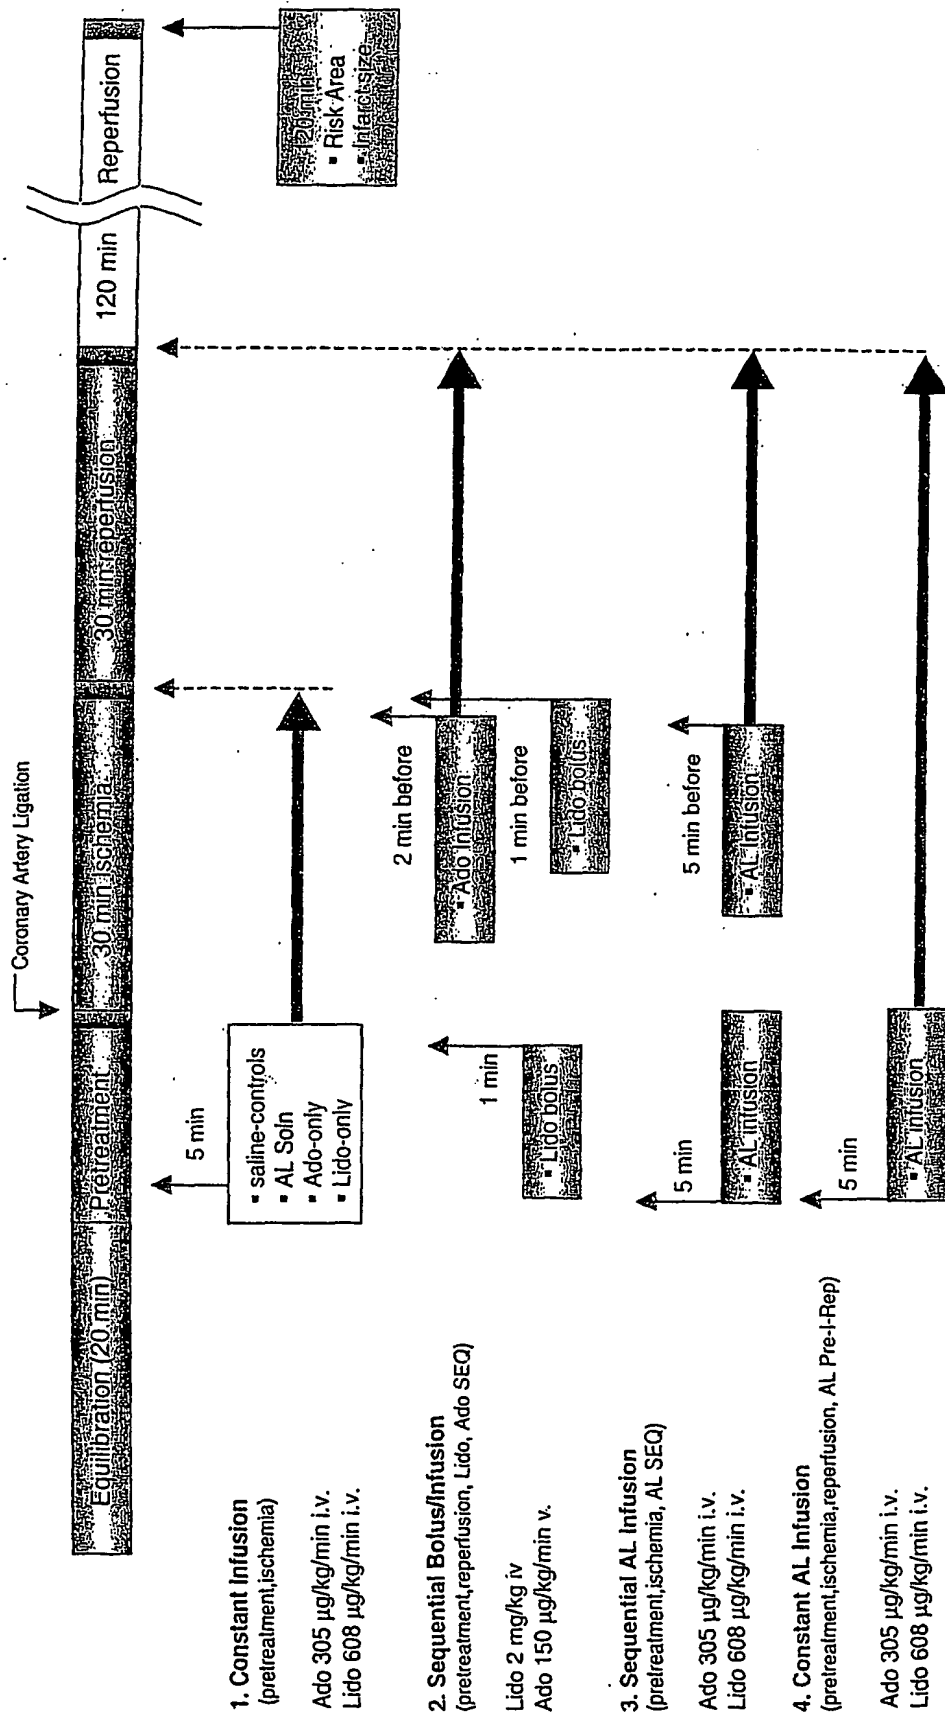 Coronary Artery Ligation
Equilibration (20 min)
Pretreatment
30 min Ischemia
30 min reperfusion
120 min
Reperfusion
120 min
▪ Risk Area
▪ Infarct size
1. Constant Infusion
(pretreatment,ischemia)
Ado 305 µg/kg/min i.v.
Lido 608 µg/kg/min i.v.
5 min
▪ saline-controls
▪ AL Soln
▪ Ado-only
▪ Lido-only
2. Sequential Bolus/Infusion
(pretreatment,reperfusion, Lido, Ado SEQ)
Lido 2 mg/kg iv
Ado 150 µg/kg/min v.
1 min
▪ Lido bolus
2 min before
▪ Ado Infusion
1 min before
▪ Lido bolus
3. Sequential AL Infusion
(pretreatment,ischemia, AL SEQ)
Ado 305 µg/kg/min i.v.
Lido 608 µg/kg/min i.v.
5 min
▪ AL infusion
5 min before
▪ AL Infusion
4. Constant AL Infusion
(pretreatment,ischemia,reperfusion, AL Pre-I-Rep)
Ado 305 µg/kg/min i.v.
Lido 608 µg/kg/min i.v.
5 min
▪ AL infusion